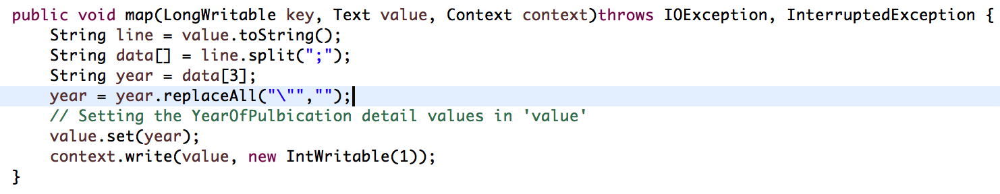 public void map(LongWritable key, Text value, Context context)throws IOException, InterruptedException {
    String line = value.toString();
    String data[] = line.split(";");
    String year = data[3];
    year = year.replaceAll("\"","");
    // Setting the YearOfPulbication detail values in 'value'
    value.set(year);
    context.write(value, new IntWritable(1));
}